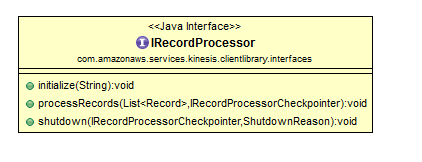 <<Java Interface>>
I IRecordProcessor
com.amazonaws.services.kinesis.clientlibrary.interfaces
initialize(String):void
processRecords(List<Record>,IRecordProcessorCheckpointer):void
shutdown(IRecordProcessorCheckpointer,ShutdownReason):void